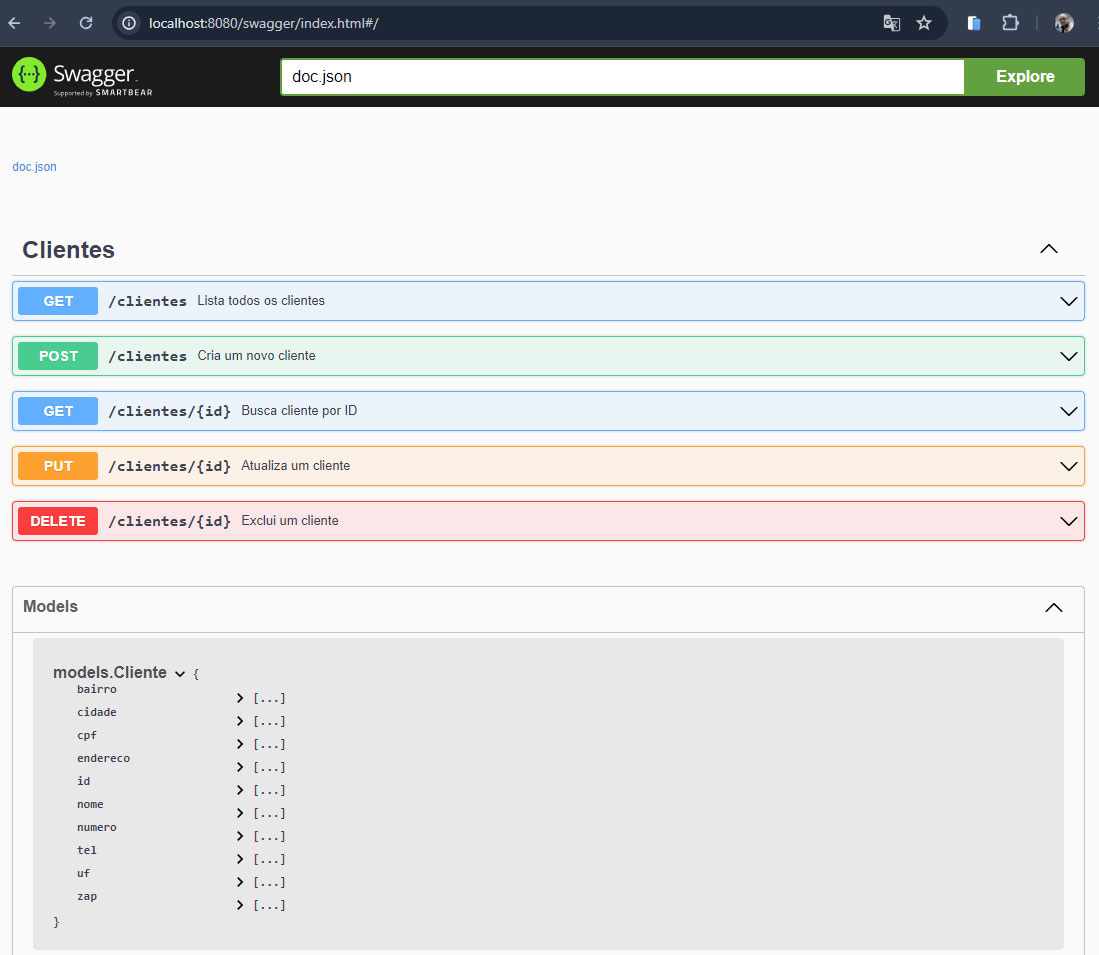 localhost:8080/swagger/index.html#/
{···} Swagger.
Supported by SMARTBEAR
doc.json
Explore
doc.json
Clientes
GET /clientes Lista todos os clientes
POST /clientes Cria um novo cliente
GET /clientes/{id} Busca cliente por ID
PUT /clientes/{id} Atualiza um cliente
DELETE /clientes/{id} Exclui um cliente
Models
models.Cliente {
bairro [...]
cidade [...]
cpf [...]
endereco [...]
id [...]
nome [...]
numero [...]
tel [...]
uf [...]
zap [...]
}